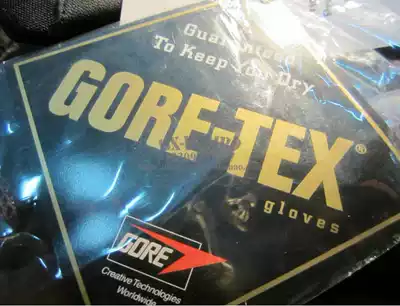 Guaranteed
To Keep You Dry
GORE-TEX®
gloves
GORE
Creative Technologies
Worldwide